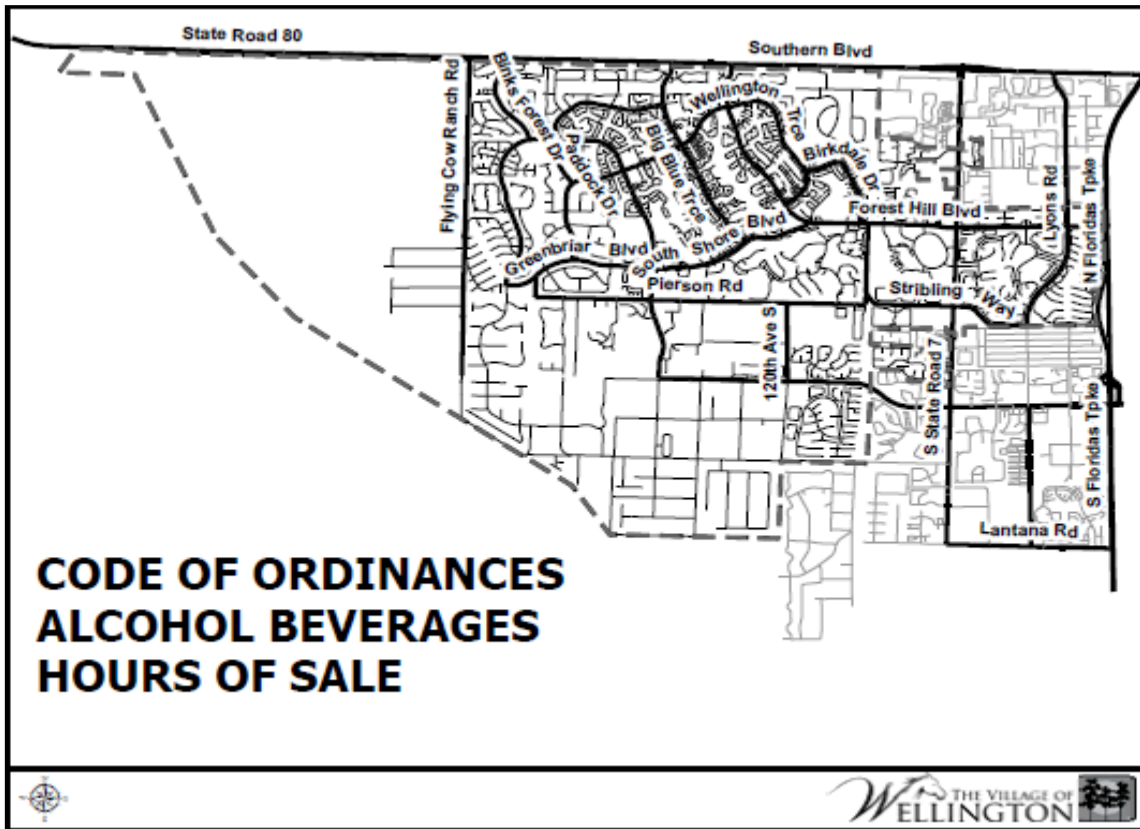 State Road 80
Southern Blvd
Flying Cow Ranch Rd
Binks Forest Dr
Paddock Dr
Big Blue Trce
Wellington Trce
Birkdale Dr
Forest Hill Blvd
Lyons Rd
N Floridas Tpke
Greenbriar Blvd
South Shore Blvd
Pierson Rd
Stribling Way
120th Ave S
S State Road 7
S Floridas Tpke
Lantana Rd
CODE OF ORDINANCES
ALCOHOL BEVERAGES
HOURS OF SALE
THE VILLAGE OF
WELLINGTON